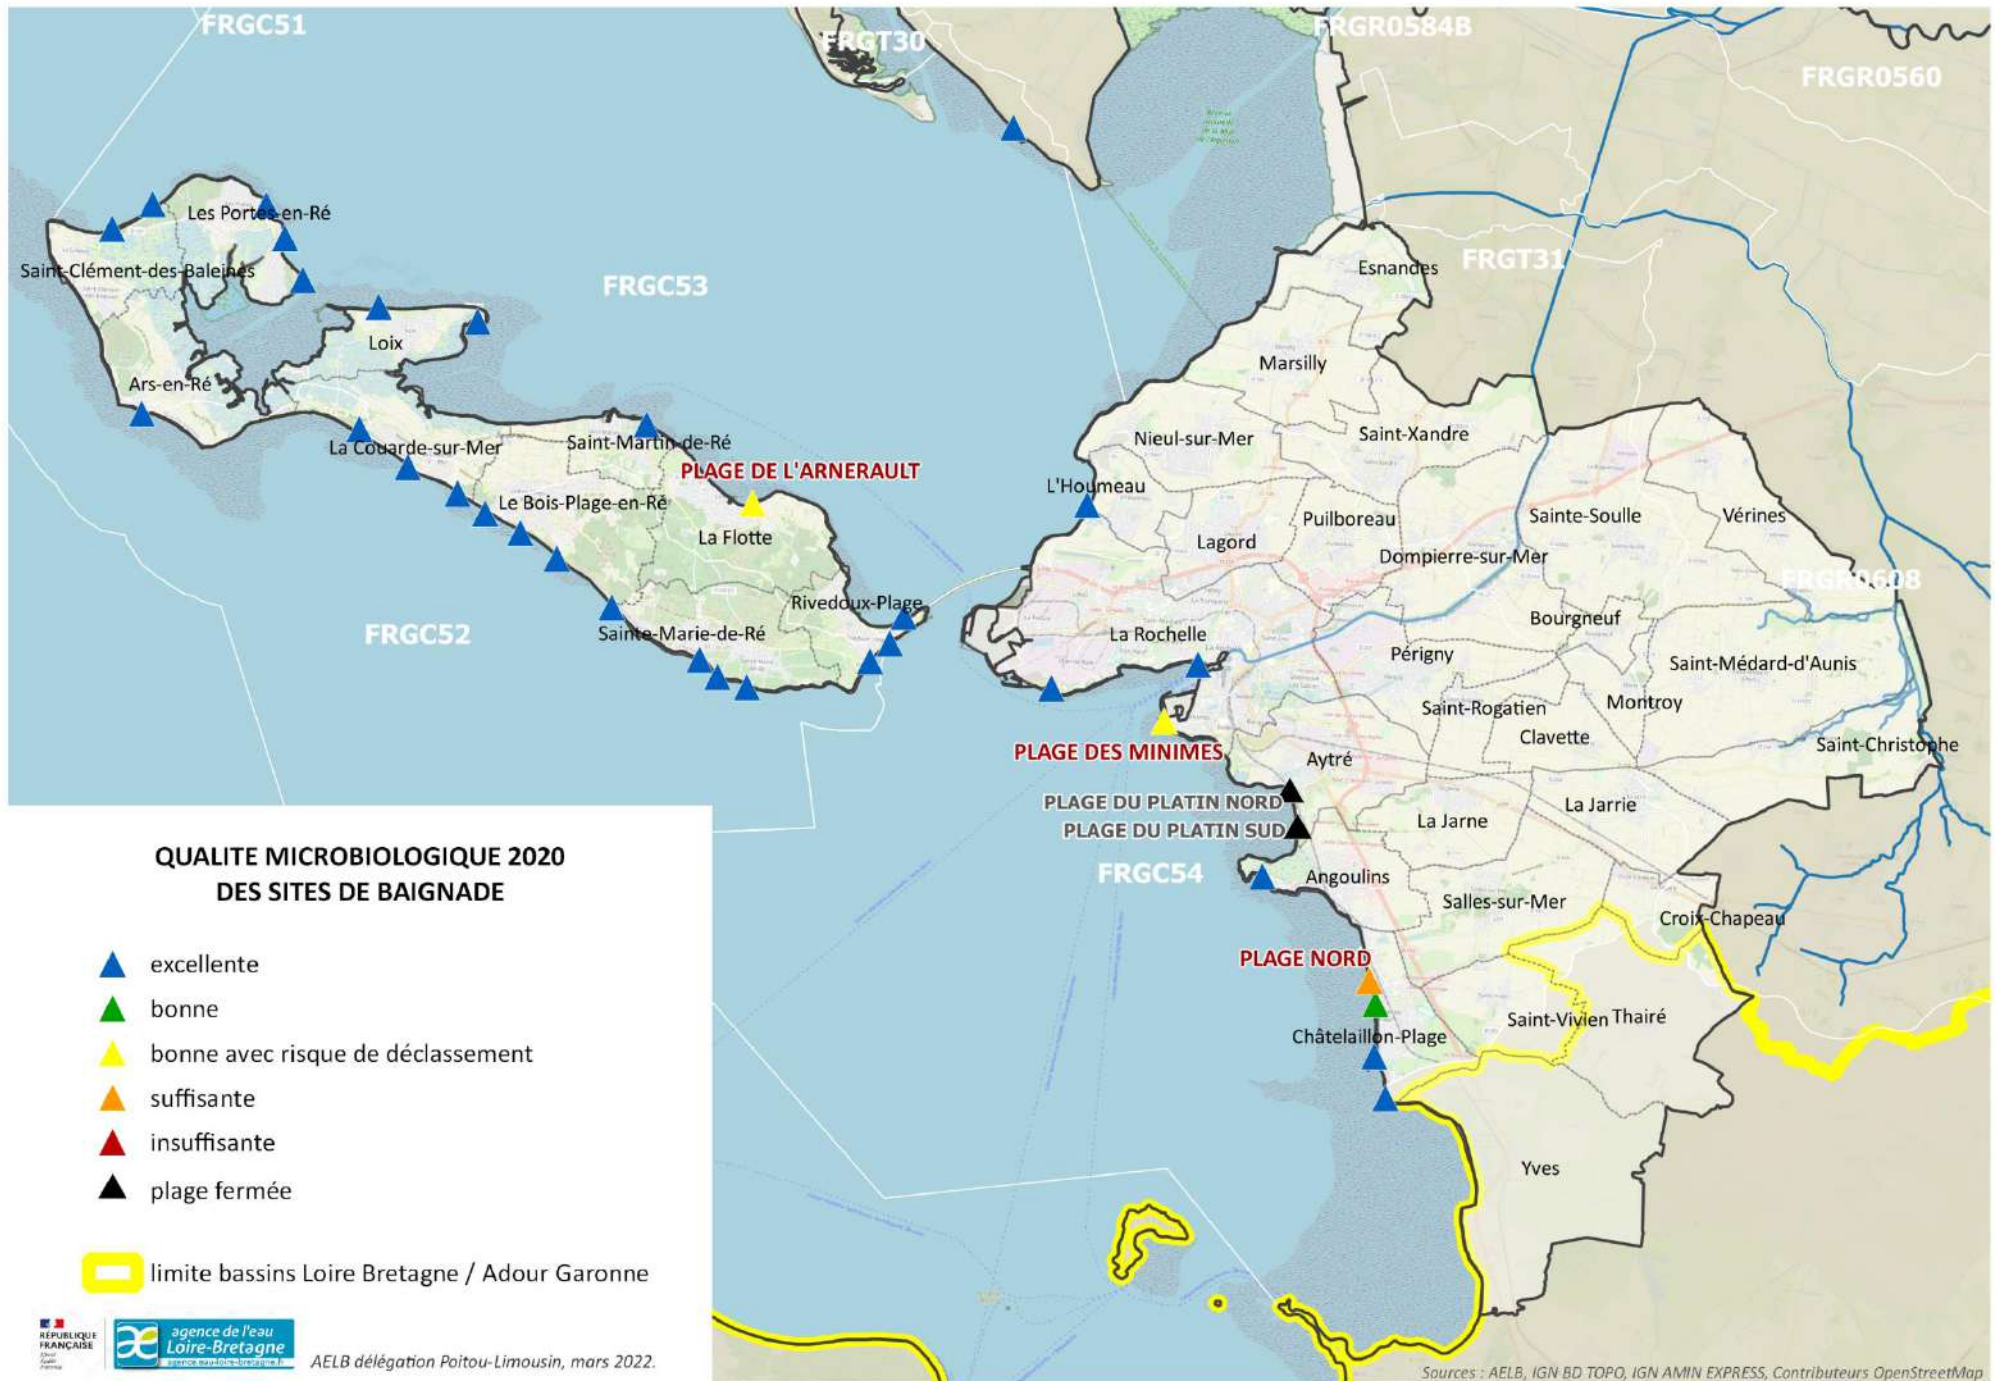 FRGC51
FRGT30
FRGR0584B
FRGR0560
Les Portes-en-Ré
Saint-Clément-des-Baleines
FRGC53
Esnandes
FRGT31
Loix
Marsilly
Ars-en-Ré
Saint-Martin-de-Ré
La Couarde-sur-Mer
Nieul-sur-Mer
Saint-Xandre
PLAGE DE L'ARNERAULT
L'Houmeau
Le Bois-Plage-en-Ré
Puilboreau
Sainte-Soulle
Vérines
La Flotte
Lagord
Dompierre-sur-Mer
FRGR0608
Rivedoux-Plage
Bourgneuf
FRGC52
Sainte-Marie-de-Ré
La Rochelle
Périgny
Saint-Médard-d'Aunis
Saint-Rogatien
Montroy
Clavette
PLAGE DES MINIMES
Aytré
Saint-Christophe
PLAGE DU PLATIN NORD
La Jarrie
PLAGE DU PLATIN SUD
La Jarne
FRGC54
Angoulins
Salles-sur-Mer
Croix-Chapeau
PLAGE NORD
Saint-Vivien
Thairé
Châtelaillon-Plage
Yves
QUALITE MICROBIOLOGIQUE 2020
DES SITES DE BAIGNADE
excellente
bonne
bonne avec risque de déclassement
suffisante
insuffisante
plage fermée
limite bassins Loire Bretagne / Adour Garonne
RÉPUBLIQUE
FRANÇAISE
agence de l'eau
Loire-Bretagne
agence.eau-loire-bretagne.fr
AELB délégation Poitou-Limousin, mars 2022.
Sources : AELB, IGN BD TOPO, IGN AMIN EXPRESS, Contributeurs OpenStreetMap